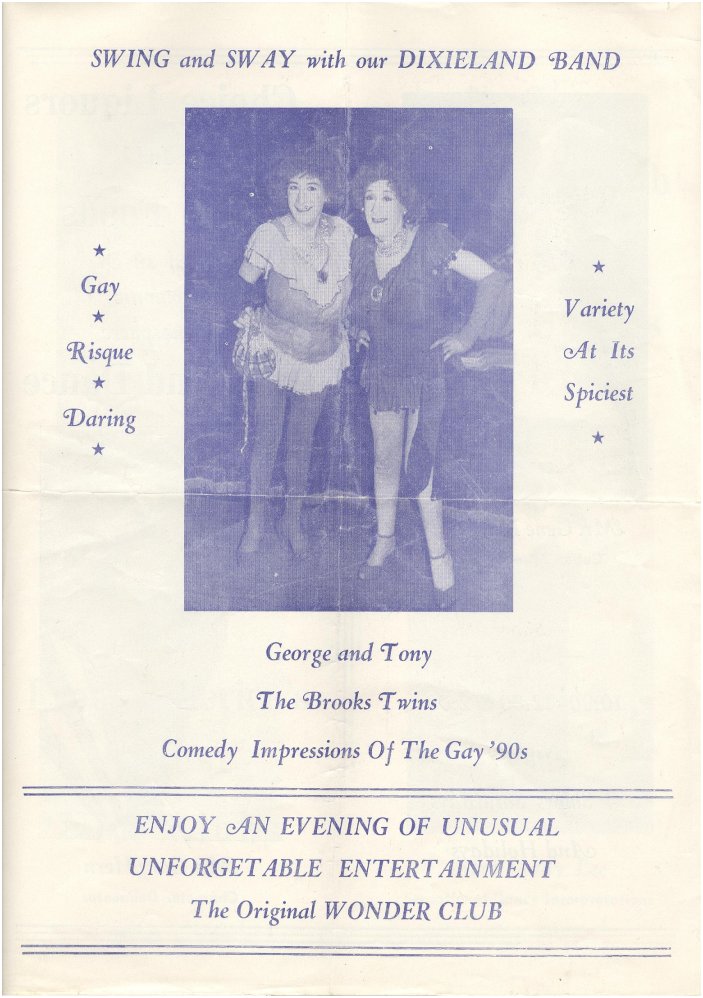 SWING and SWAY with our DIXIELAND BAND
Gay
Risque
Daring
Variety
At Its
Spiciest
George and Tony
The Brooks Twins
Comedy Impressions Of The Gay '90s
ENJOY AN EVENING OF UNUSUAL
UNFORGETABLE ENTERTAINMENT
The Original WONDER CLUB